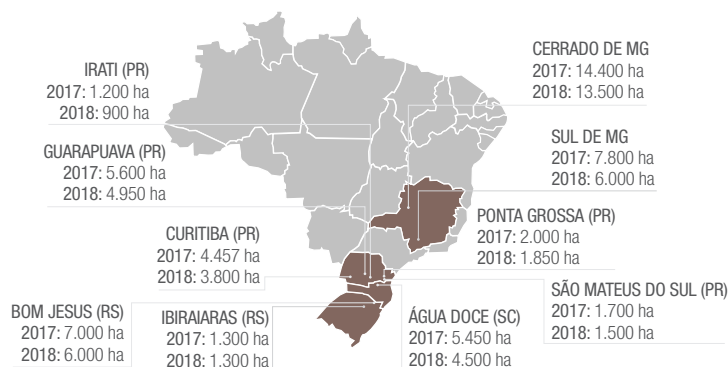 IRATI (PR)
2017: 1.200 ha
2018: 900 ha
GUARAPUAVA (PR)
2017: 5.600 ha
2018: 4.950 ha
CURITIBA (PR)
2017: 4.457 ha
2018: 3.800 ha
BOM JESUS (RS)
2017: 7.000 ha
2018: 6.000 ha
IBIRAIARAS (RS)
2017: 1.300 ha
2018: 1.300 ha
CERRADO DE MG
2017: 14.400 ha
2018: 13.500 ha
SUL DE MG
2017: 7.800 ha
2018: 6.000 ha
PONTA GROSSA (PR)
2017: 2.000 ha
2018: 1.850 ha
SÃO MATEUS DO SUL (PR)
2017: 1.700 ha
2018: 1.500 ha
ÁGUA DOCE (SC)
2017: 5.450 ha
2018: 4.500 ha